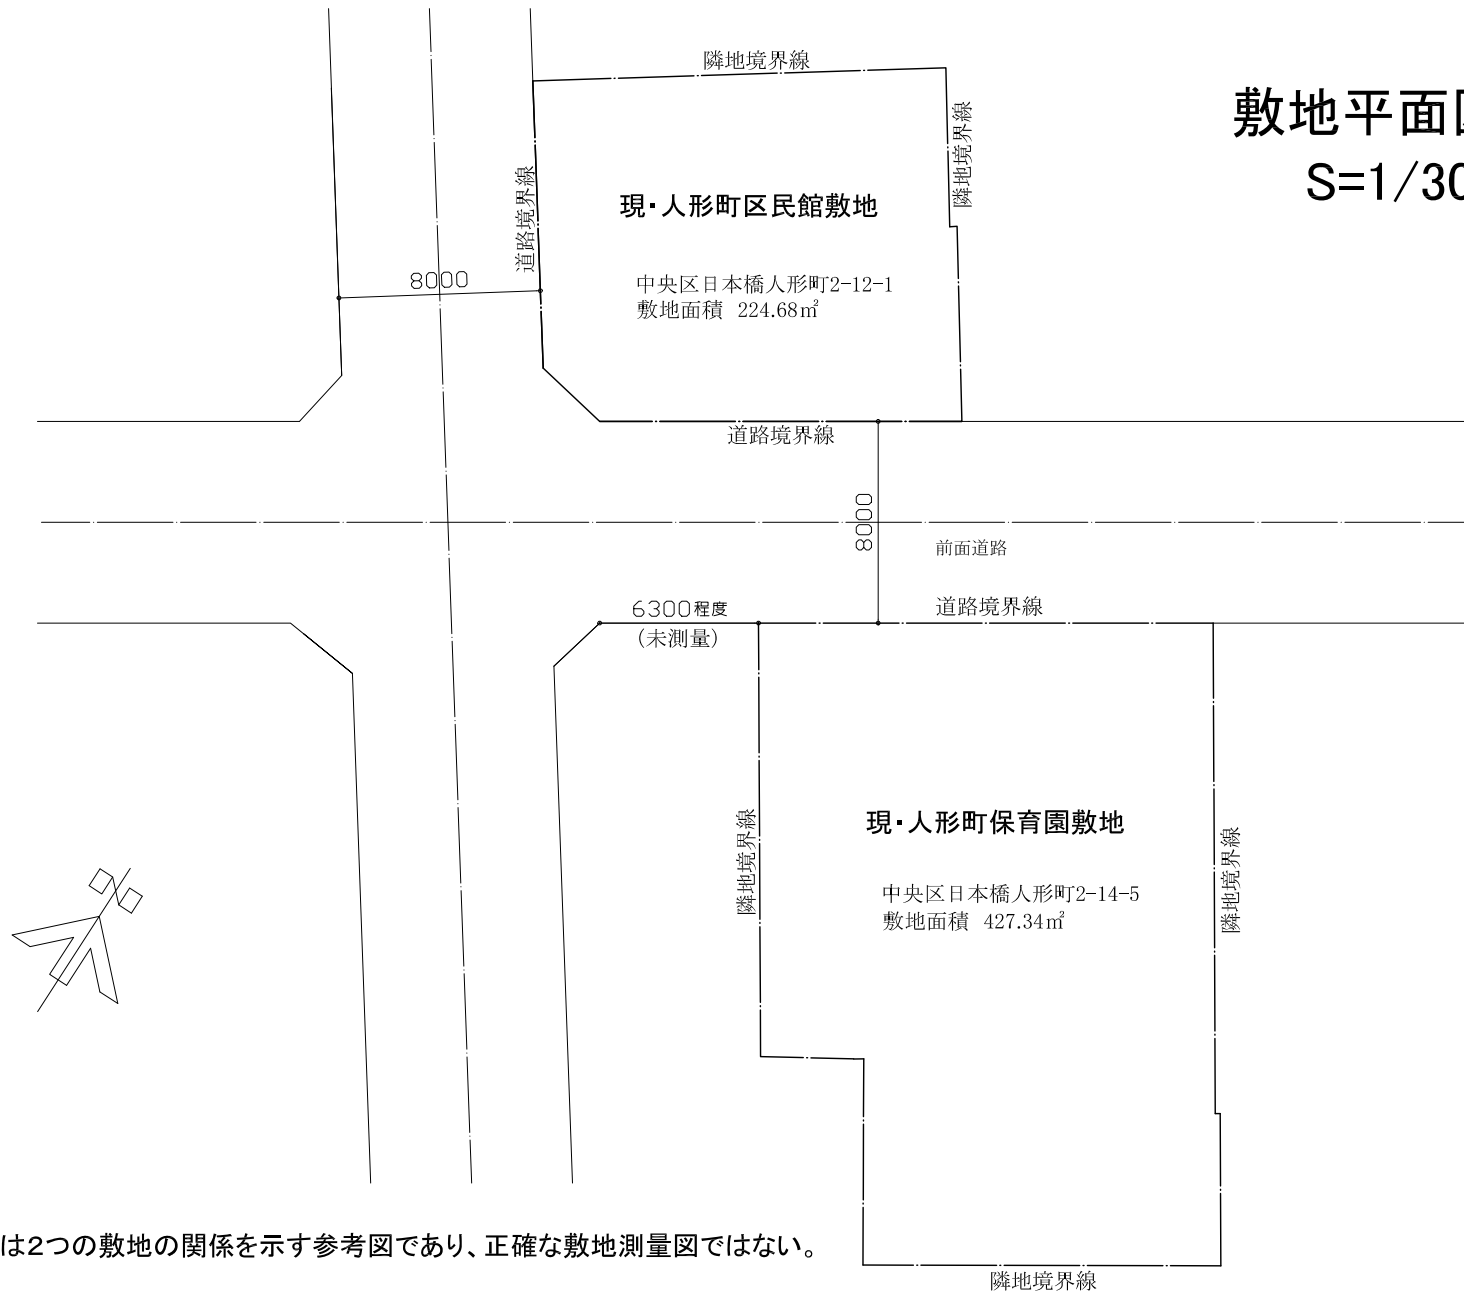 隣地境界線
敷地平面
S=1/30
隣地境界線
道路境界線
現・人形町区民館敷地
8000
中央区日本橋人形町2-12-1
敷地面積 224.68㎡
道路境界線
8000
前面道路
6300程度
(未測量)
道路境界線
現・人形町保育園敷地
隣地境界線
隣地境界線
中央区日本橋人形町2-14-5
敷地面積 427.34㎡
は2つの敷地の関係を示す参考図であり、正確な敷地測量図ではない。
隣地境界線